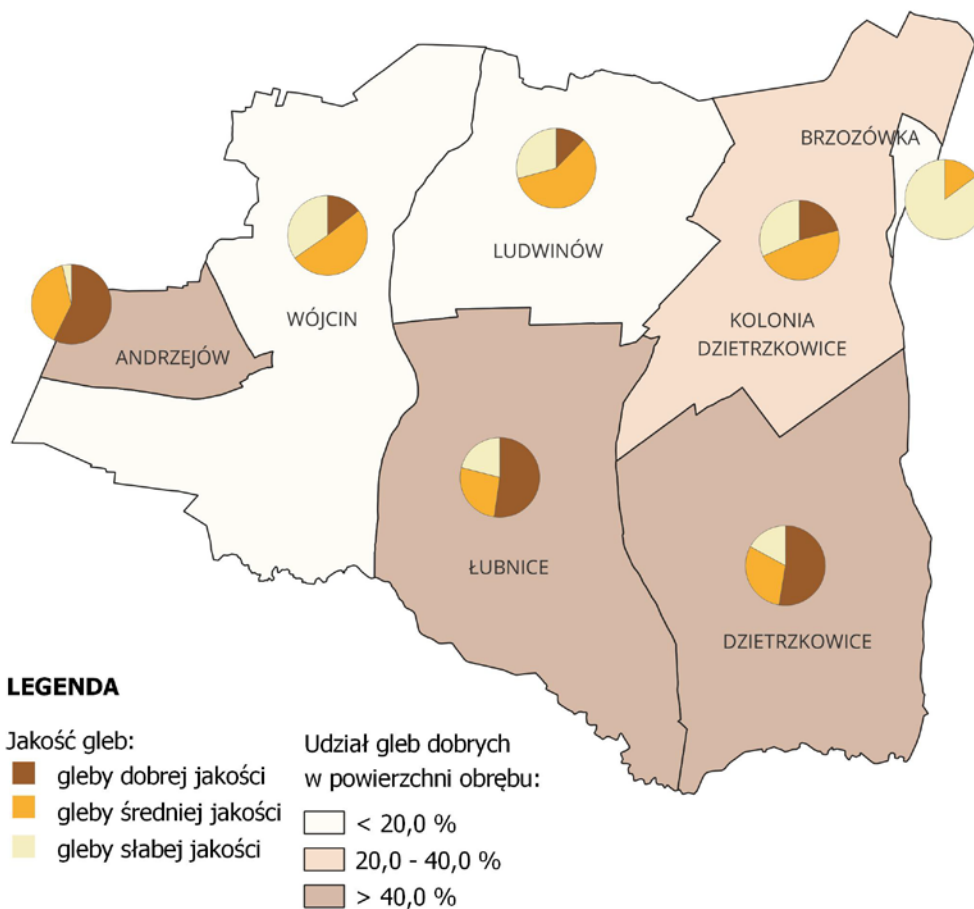 BRZOZÓWKA
LUDWINÓW
WÓJCIN
KOLONIA
DZIETRZKOWICE
ANDRZEJÓW
ŁUBNICE
DZIETRZKOWICE
LEGENDA
Jakość gleb:
gleby dobrej jakości
gleby średniej jakości
gleby słabej jakości
Udział gleb dobrych
w powierzchni obrębu:
< 20,0 %
20,0 - 40,0 %
> 40,0 %